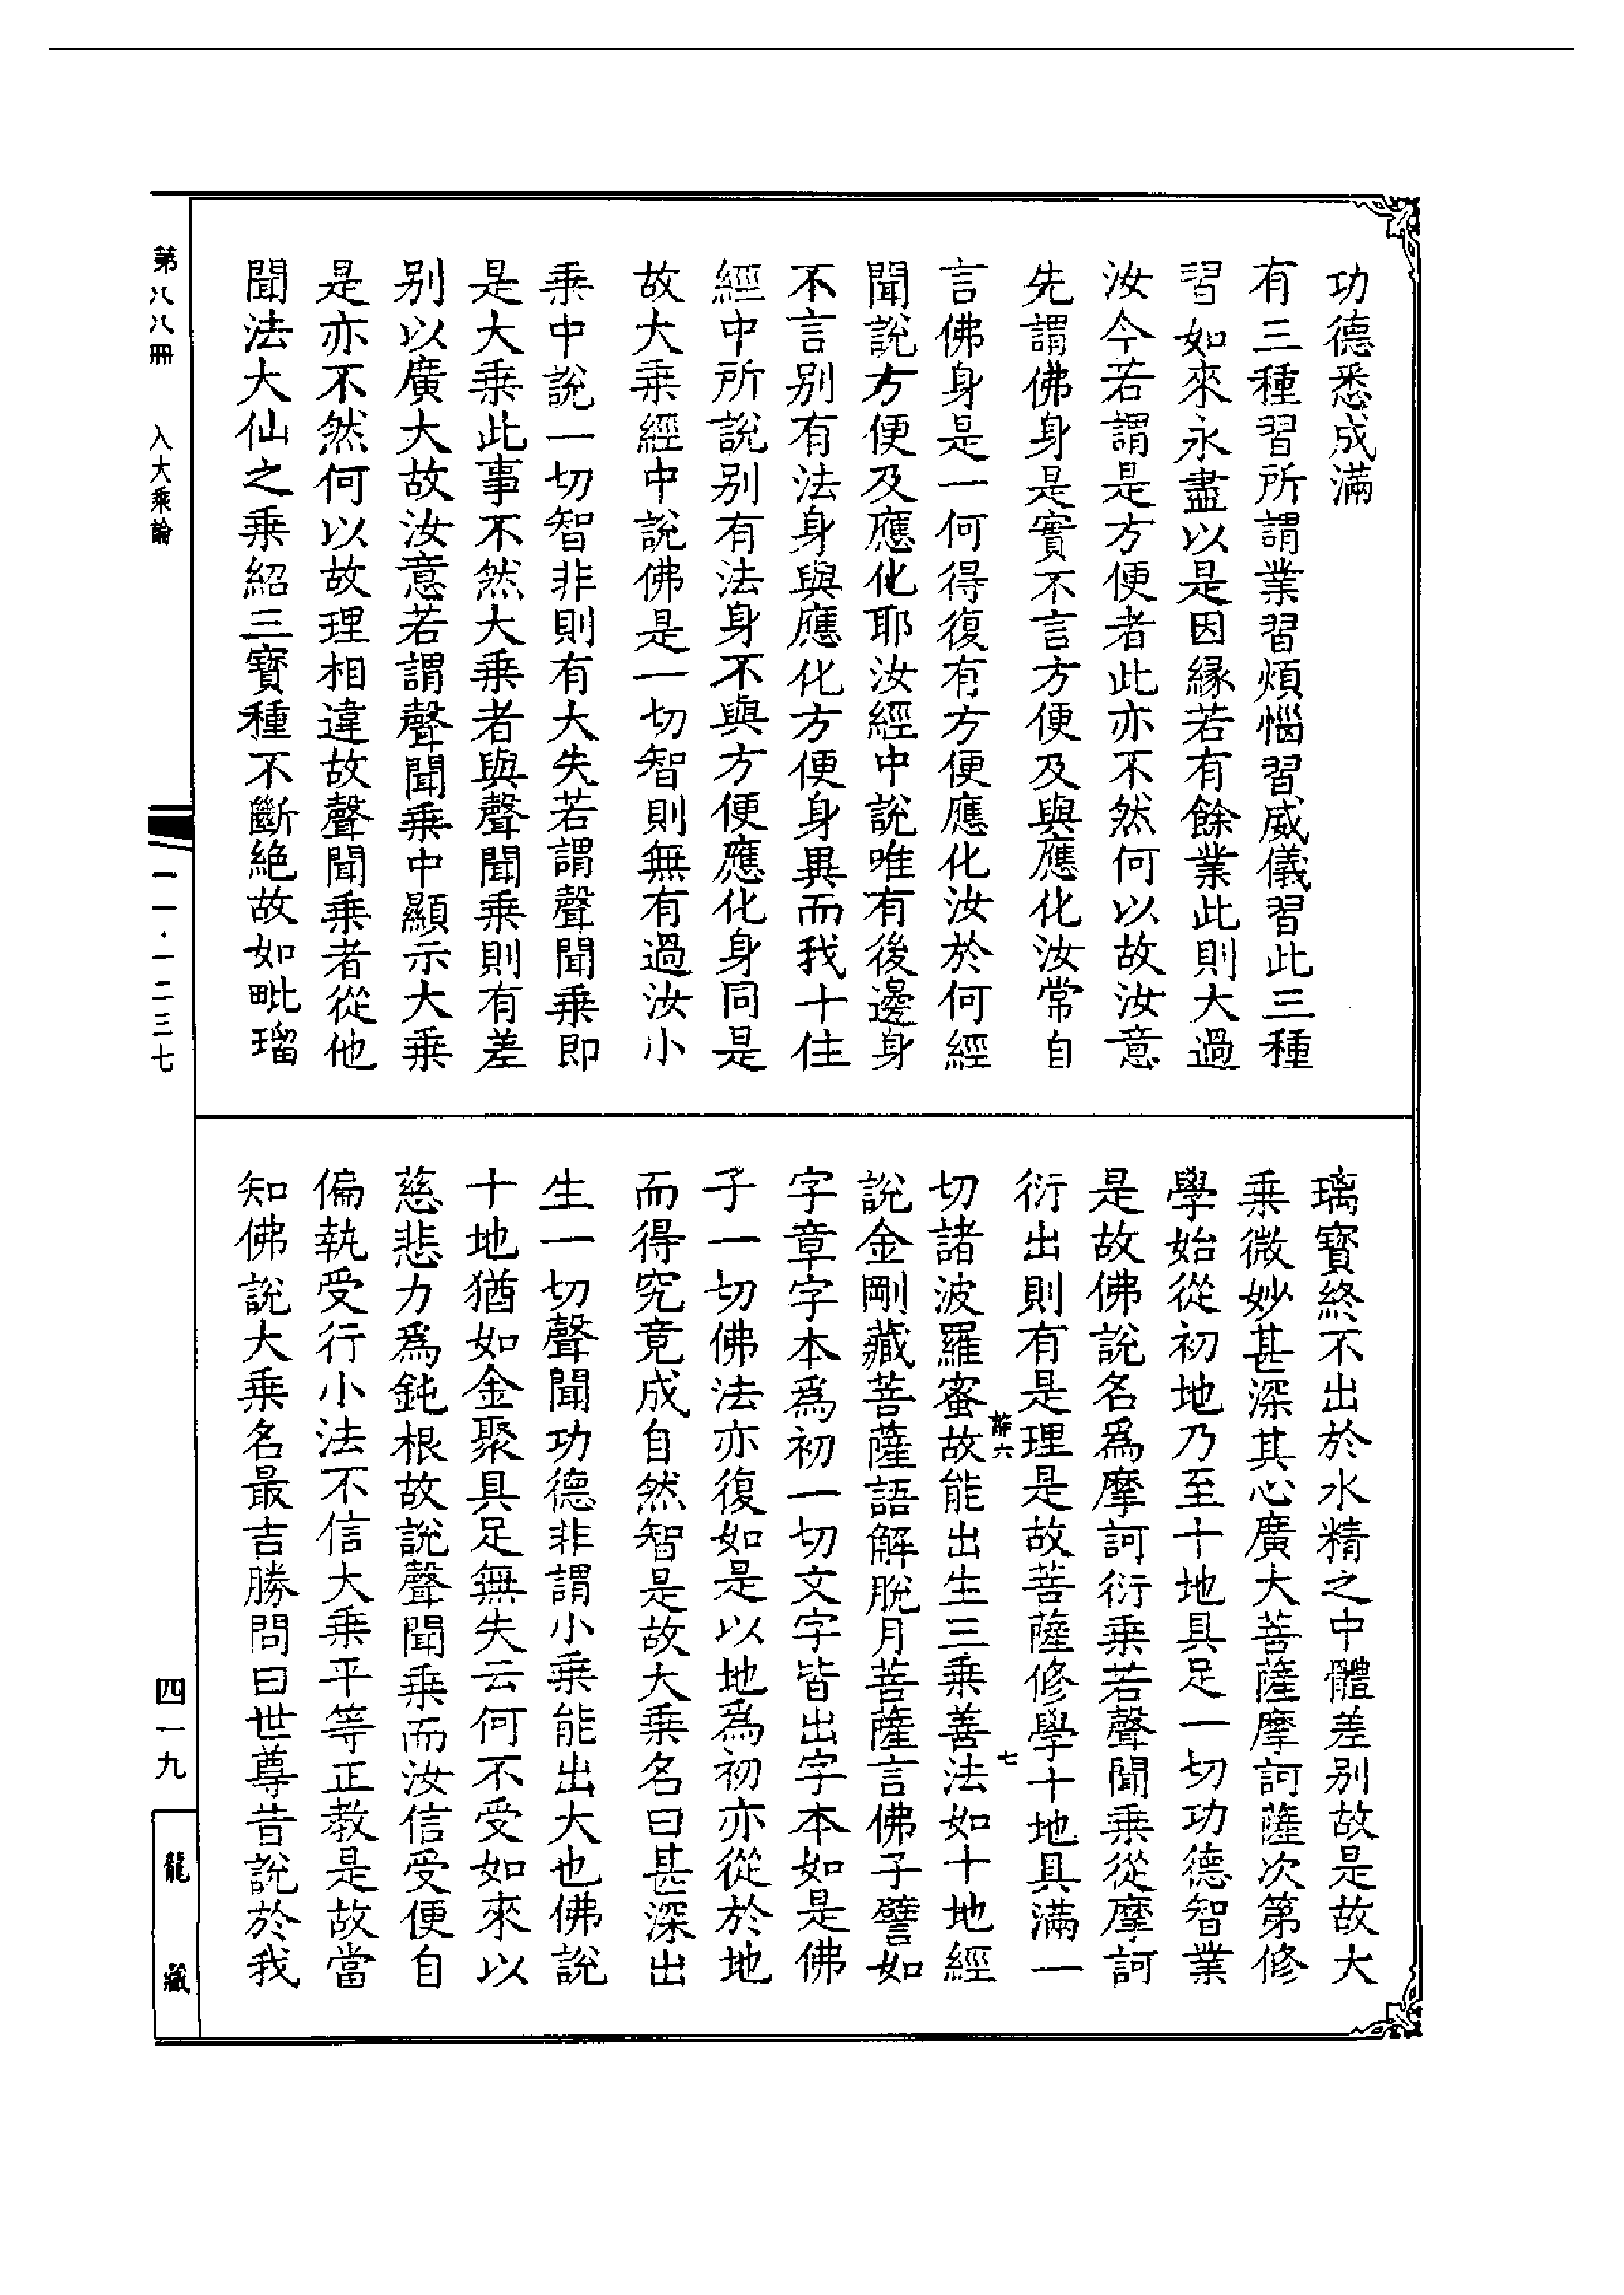 功德悉成滿
有三種習所謂業習煩惱習威儀習此三種
習如來永盡以是因緣若有餘業此則大過
汝今若謂是方便者此亦不然何以故汝意
先謂佛身是實不言方便及與應化汝常自
言佛身是一何得復有方便應化汝於何經
聞說方便及應化耶汝經中說唯有後邊身
不言別有法身與應化方便身異而我十住
經中所說別有法身不與方便應化身同是
故大乘經中說佛是一切智則無有過汝小
乘中說一切智非則有大失若謂聲聞乘即
是大乘此事不然大乘者與聲聞乘則有差
別以廣大故汝意若謂聲聞乘中顯示大乘
是亦不然何以故理相違故聲聞乘者從他
聞法大仙之乘紹三寶種不斷絕故如毗瑠
璃寶終不出於水精之中體差別故是故大
乘微妙甚深其心廣大菩薩摩訶薩次第修
學始從初地乃至十地具足一切功德智業
是故佛說名為摩訶衍乘若聲聞乘從摩訶
衍出則有是理是故菩薩修學十地具滿一
六
七
切諸波羅蜜故能出生三乘善法如十地經
說金剛藏菩薩語解脫月菩薩言佛子譬如
字章字本為初一切文字皆出字本如是佛
子一切佛法亦復如是以地為初亦從於地
而得究竟成自然智是故大乘名曰甚深出
生一切聲聞功德非謂小乘能出大也佛說
十地猶如金聚具足無失云何不受如來以
慈悲力為鈍根故說聲聞乘而汝信受便自
偏執受行小法不信大乘平等正教是故當
知佛說大乘名最吉勝問曰世尊昔說於我
第八八冊
入大乘論
一一·一二三七
四一九
龍藏